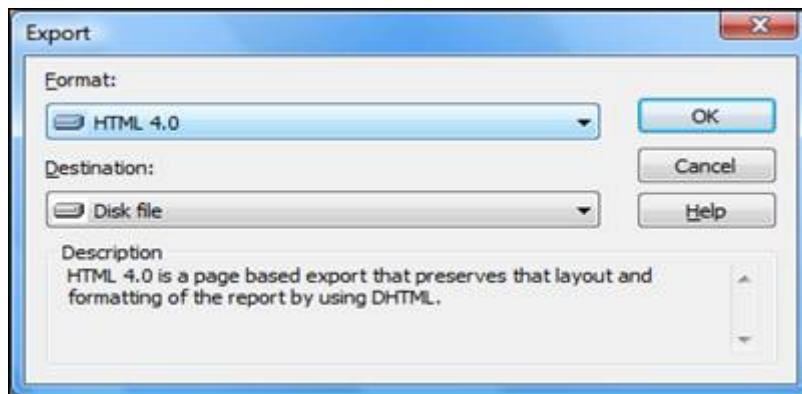 Export
Format:
HTML 4.0
OK
Destination:
Cancel
Disk file
Help
Description
HTML 4.0 is a page based export that preserves that layout and
formatting of the report by using DHTML.